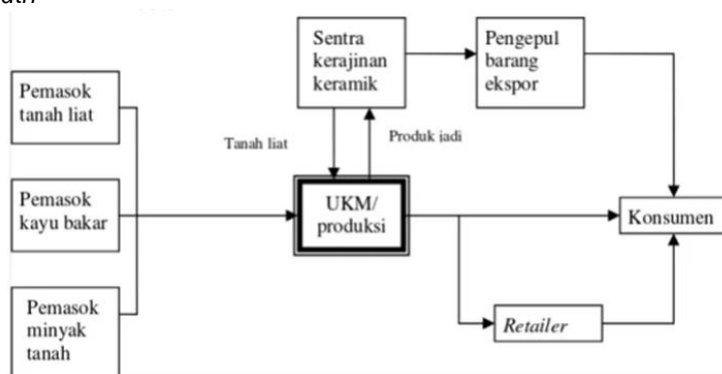 Sentra
kerajinan
keramik
Pengepul
barang
ekspor
Pemasok
tanah liat
Tanah liat
Produk jadi
Pemasok
kayu bakar
UKM/
produksi
Konsumen
Pemasok
minyak
tanah
Retailer